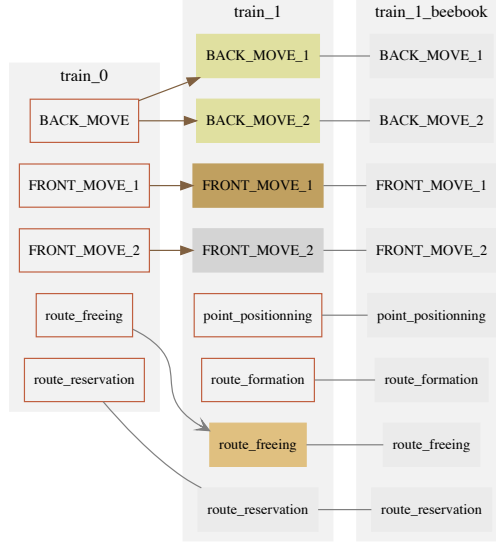 train_0
BACK_MOVE
FRONT_MOVE_1
FRONT_MOVE_2
route_freeing
route_reservation
train_1
BACK_MOVE_1
BACK_MOVE_2
FRONT_MOVE_1
FRONT_MOVE_2
point_positionning
route_formation
route_freeing
route_reservation
train_1_beebook
BACK_MOVE_1
BACK_MOVE_2
FRONT_MOVE_1
FRONT_MOVE_2
point_positionning
route_formation
route_freeing
route_reservation